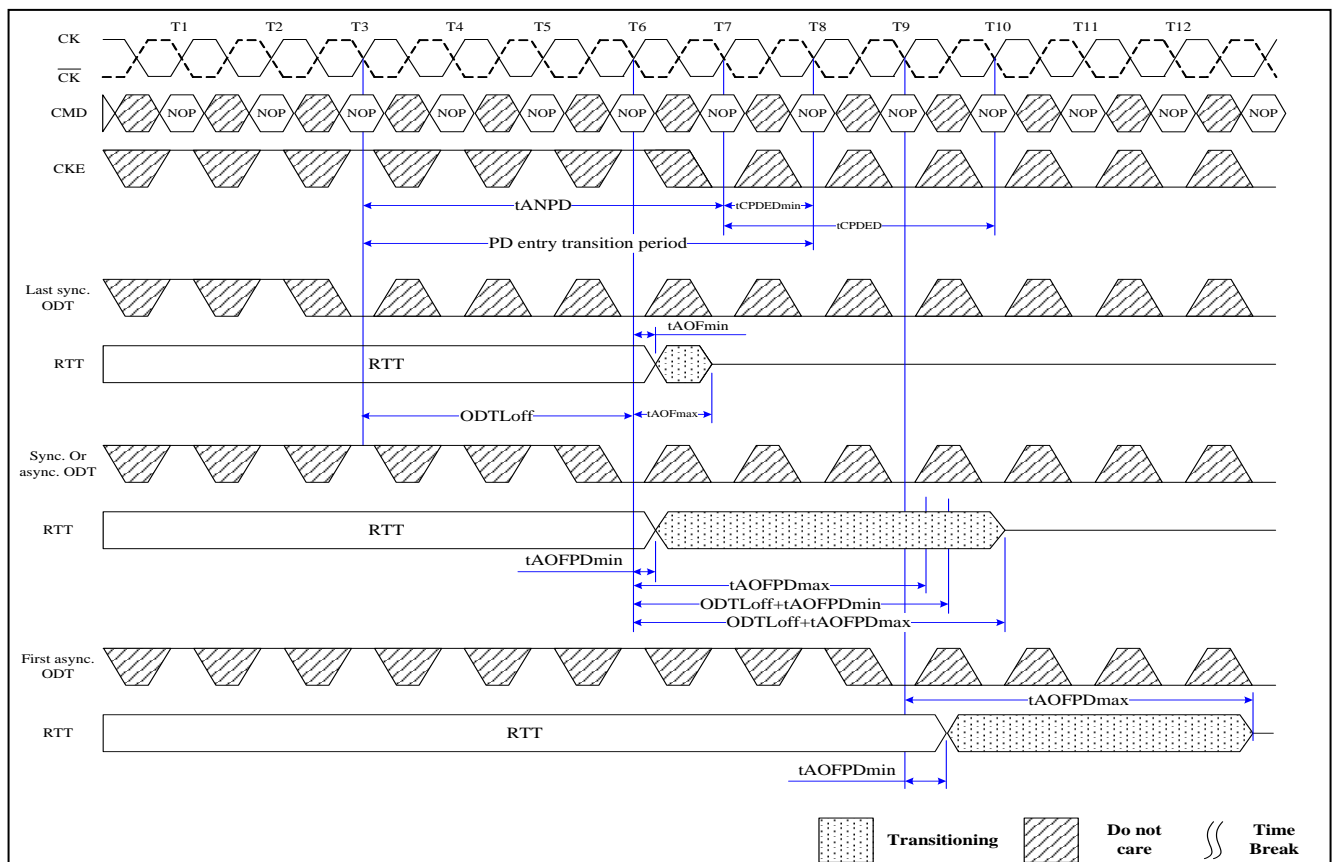 T1 T2 T3 T4 T5 T6 T7 T8 T9 T10 T11 T12
CK
CK
CMD NOP NOP NOP NOP NOP NOP NOP NOP NOP NOP NOP NOP NOP
CKE
tANPD tCPDEDmin
tCPDED
PD entry transition period
Last sync.
ODT
tAOFmin
RTT RTT
ODTLoff tAOFmax
Sync. Or
async. ODT
RTT RTT
tAOFPDmin
tAOFPDmax
ODTLoff+tAOFPDmin
ODTLoff+tAOFPDmax
First async.
ODT
tAOFPDmax
RTT RTT
tAOFPDmin
Transitioning
Do not
care
Time
Break